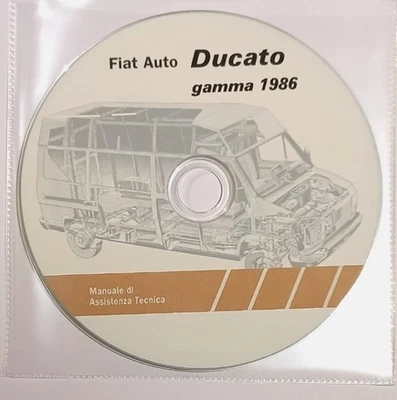 Fiat Auto Ducato
gamma 1986
Manuale di
Assistenza Tecnica